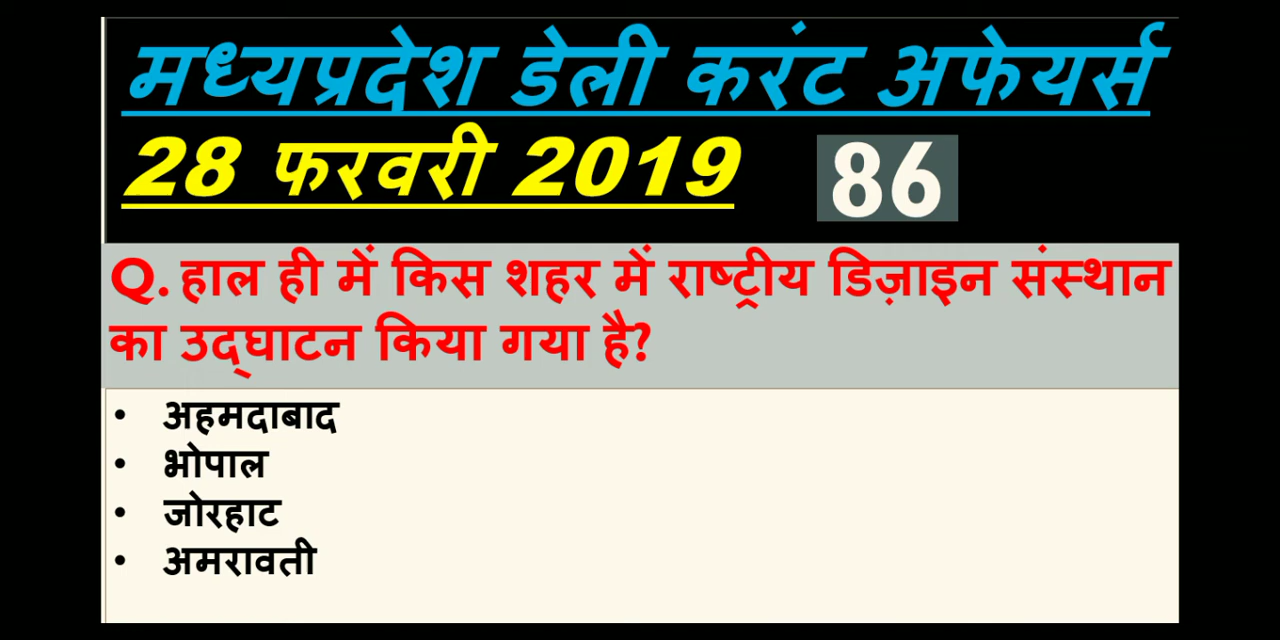 मध्यप्रदेश डेली करंट अफेयर्स
28 फरवरी 2019 86
Q. हाल ही में किस शहर में राष्ट्रीय डिज़ाइन संस्थान
का उद्घाटन किया गया है?
• अहमदाबाद
• भोपाल
• जोरहाट
• अमरावती